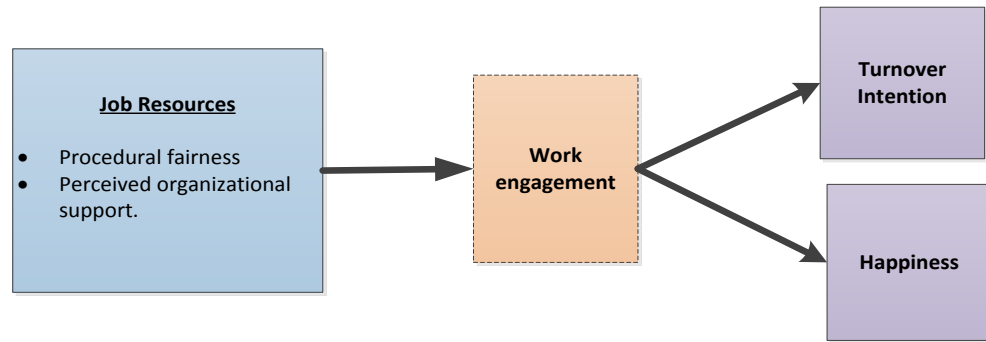 Job Resources
• Procedural fairness
• Perceived organizational
support.
Work
engagement
Turnover
Intention
Happiness